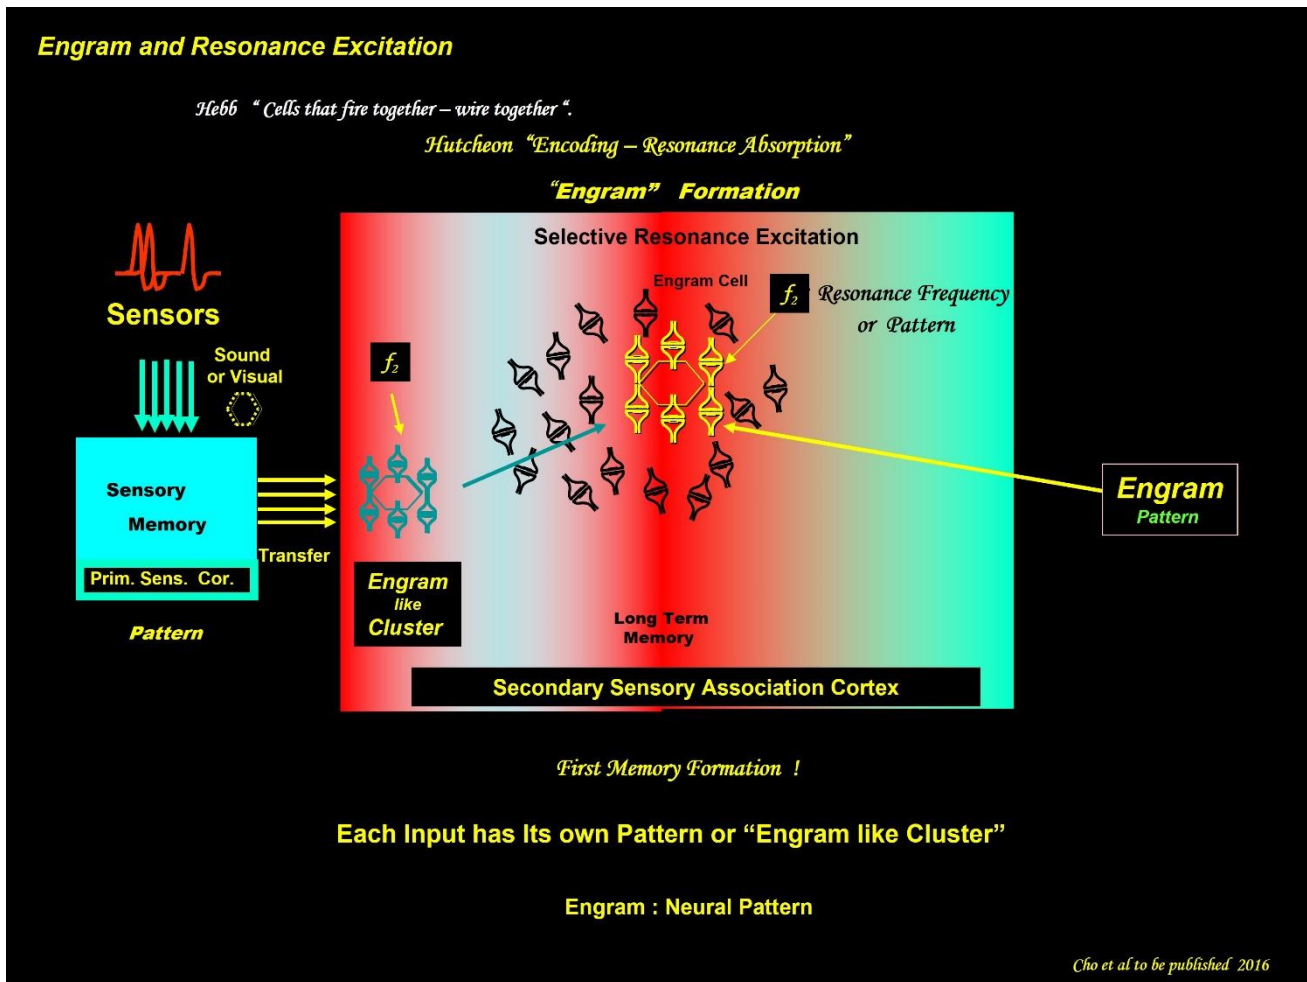 Engram and Resonance Excitation
Hebb “ Cells that fire together – wire together “.
Hutcheon “Encoding – Resonance Absorption”
“Engram” Formation
Selective Resonance Excitation
Engram Cell
f2
Resonance Frequency
or Pattern
Sensors
Sound
or Visual
f2
Sensory
Memory
Prim. Sens. Cor.
Transfer
Pattern
Engram
like
Cluster
Engram
Pattern
Long Term
Memory
Secondary Sensory Association Cortex
First Memory Formation !
Each Input has Its own Pattern or “Engram like Cluster”
Engram : Neural Pattern
Cho et al to be published 2016